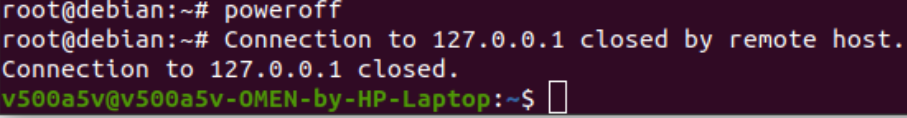 root@debian:~# poweroff
root@debian:~# Connection to 127.0.0.1 closed by remote host.
Connection to 127.0.0.1 closed.
v500a5v@v500a5v-OMEN-by-HP-Laptop:~$